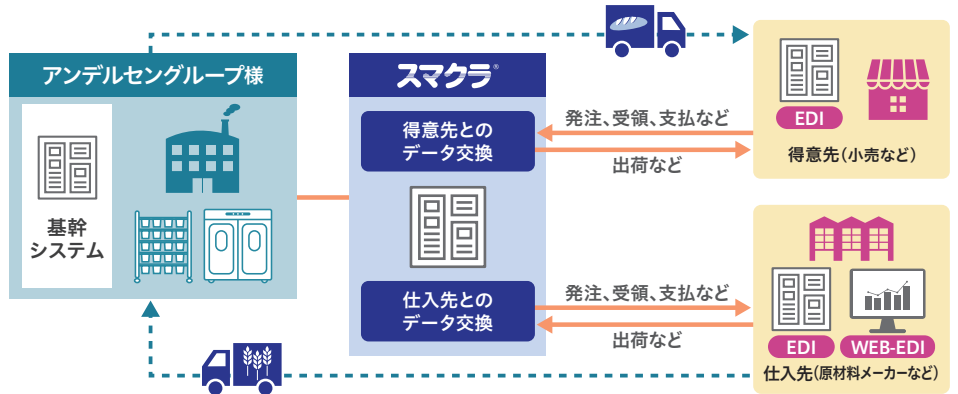 アンデルセングループ様
基幹
システム
スマクラ®
得意先との
データ交換
仕入先との
データ交換
発注、受領、支払など
出荷など
EDI
得意先(小売など)
発注、受領、支払など
出荷など
EDI
WEB-EDI
仕入先(原材料メーカーなど)